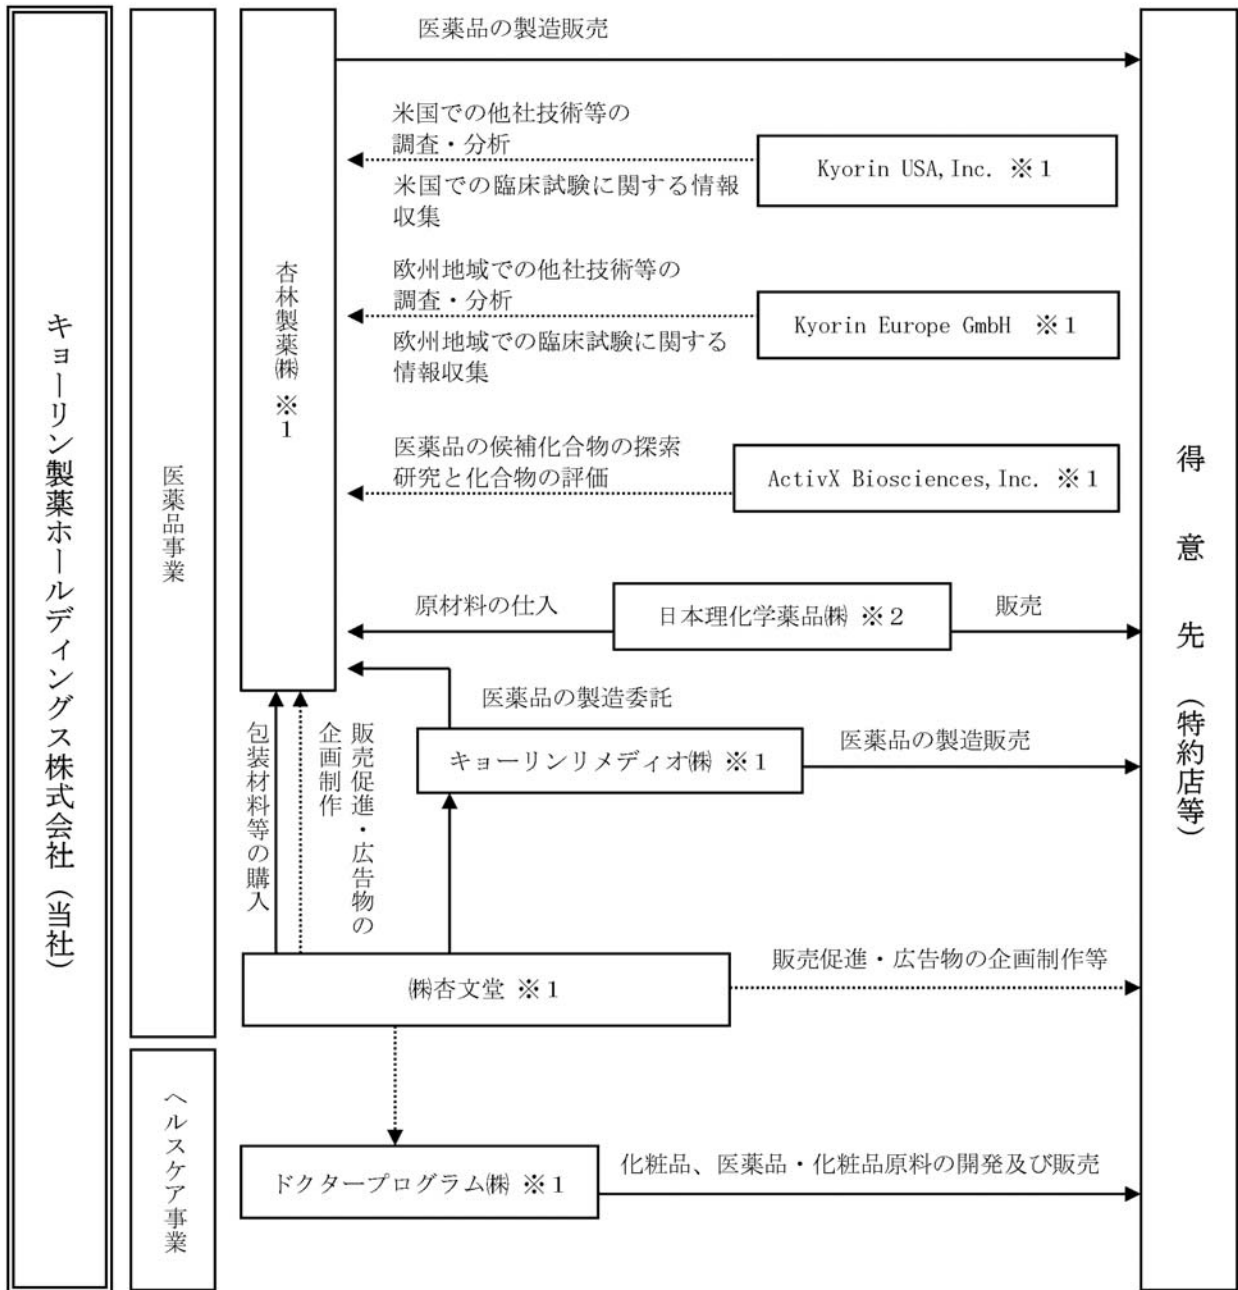 キョーリン製薬ホールディングス株式会社（当社）
医薬品事業
ヘルスケア事業
杏林製薬㈱ ※1
医薬品の製造販売
米国での他社技術等の
調査・分析
米国での臨床試験に関する情報
収集
Kyorin USA,Inc. ※1
欧州地域での他社技術等の
調査・分析
欧州地域での臨床試験に関する
情報収集
Kyorin Europe GmbH ※1
医薬品の候補化合物の探索
研究と化合物の評価
ActivX Biosciences,Inc. ※1
原材料の仕入
日本理化学薬品㈱ ※2
販売
医薬品の製造委託
キョーリンリメディオ㈱ ※1
医薬品の製造販売
包装材料等の購入
販売促進・広告物の
企画制作
㈱杏文堂 ※1
販売促進・広告物の企画制作等
ドクタープログラム㈱ ※1
化粧品、医薬品・化粧品原料の開発及び販売
得意先（特約店等）